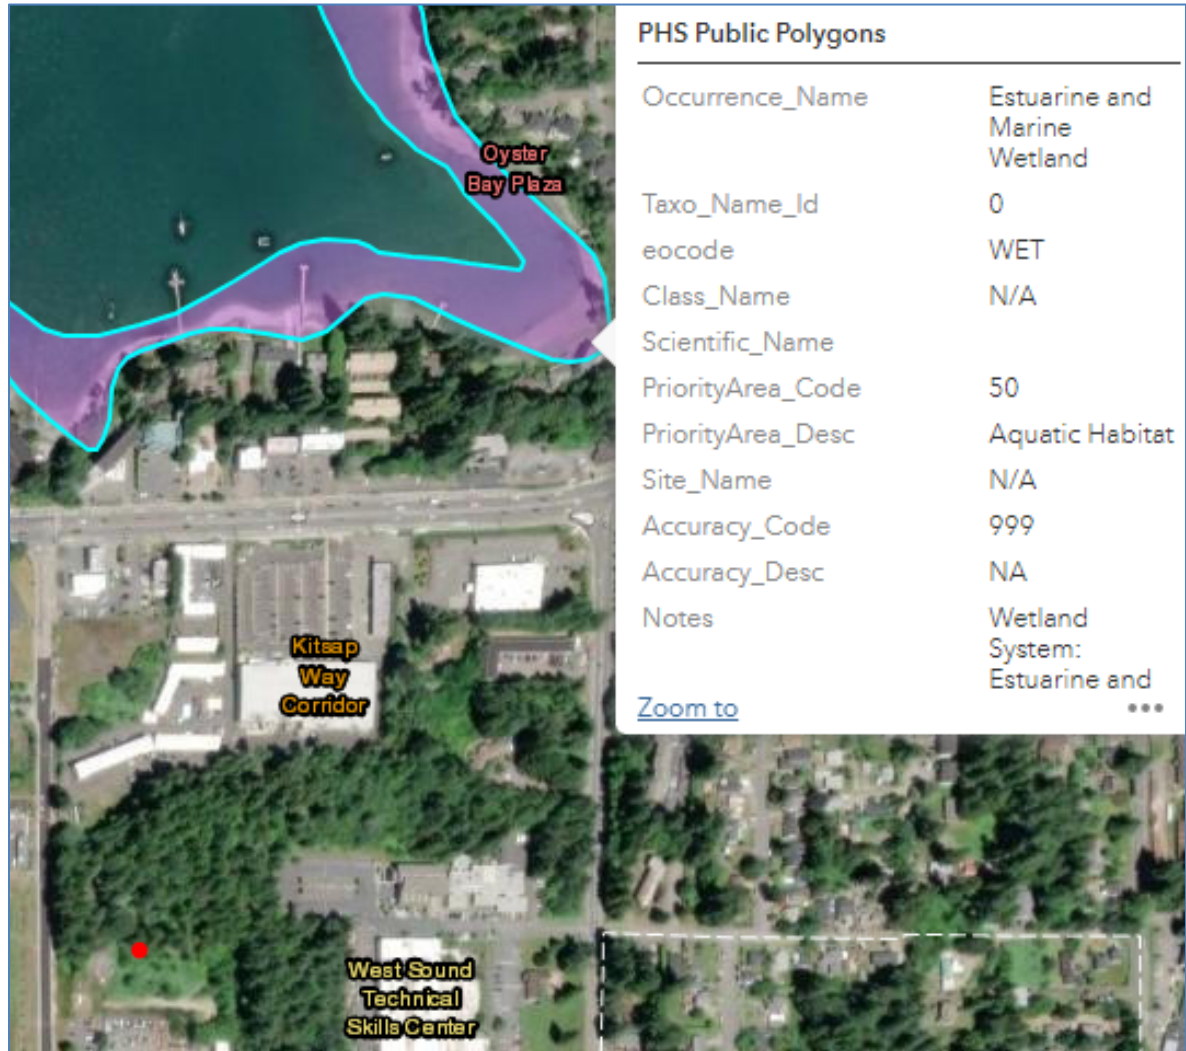 PHS Public Polygons
Occurrence_Name Estuarine and
Marine
Wetland
Taxo_Name_Id 0
eocode WET
Class_Name N/A
Scientific_Name
PriorityArea_Code 50
PriorityArea_Desc Aquatic Habitat
Site_Name N/A
Accuracy_Code 999
Accuracy_Desc NA
Notes Wetland
System:
Estuarine and
Zoom to
Oyster
Bay Plaza
Kitsap
Way
Corridor
West Sound
Technical
Skills Center